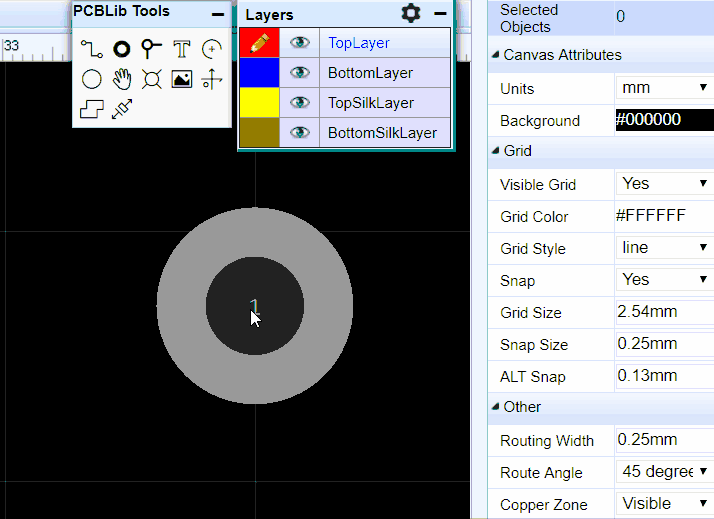 PCBLib Tools
Layers
TopLayer
BottomLayer
TopSilkLayer
BottomSilkLayer
33
1
Selected Objects 0
Canvas Attributes
Units mm
Background #000000
Grid
Visible Grid Yes
Grid Color #FFFFFF
Grid Style line
Snap Yes
Grid Size 2.54mm
Snap Size 0.25mm
ALT Snap 0.13mm
Other
Routing Width 0.25mm
Route Angle 45 degree
Copper Zone Visible